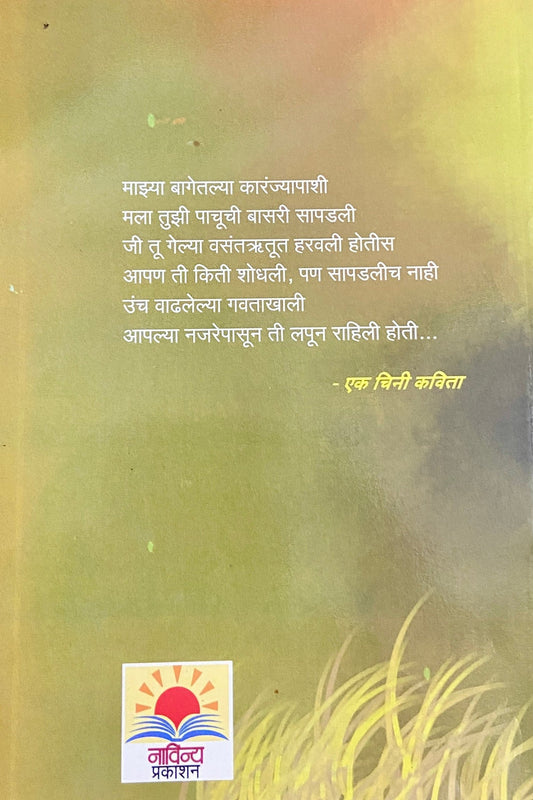 माझ्या बागेतल्या कारंज्यापाशी
मला तुझी पाचूची बासरी सापडली
जी तू गेल्या वसंतऋतूत हरवली होतीस
आपण ती किती शोधली, पण सापडलीच नाही
उंच वाढलेल्या गवताखाली
आपल्या नजरेपासून ती लपून राहिली होती...
- एक चिनी कविता
नाविन्य
प्रकाशन